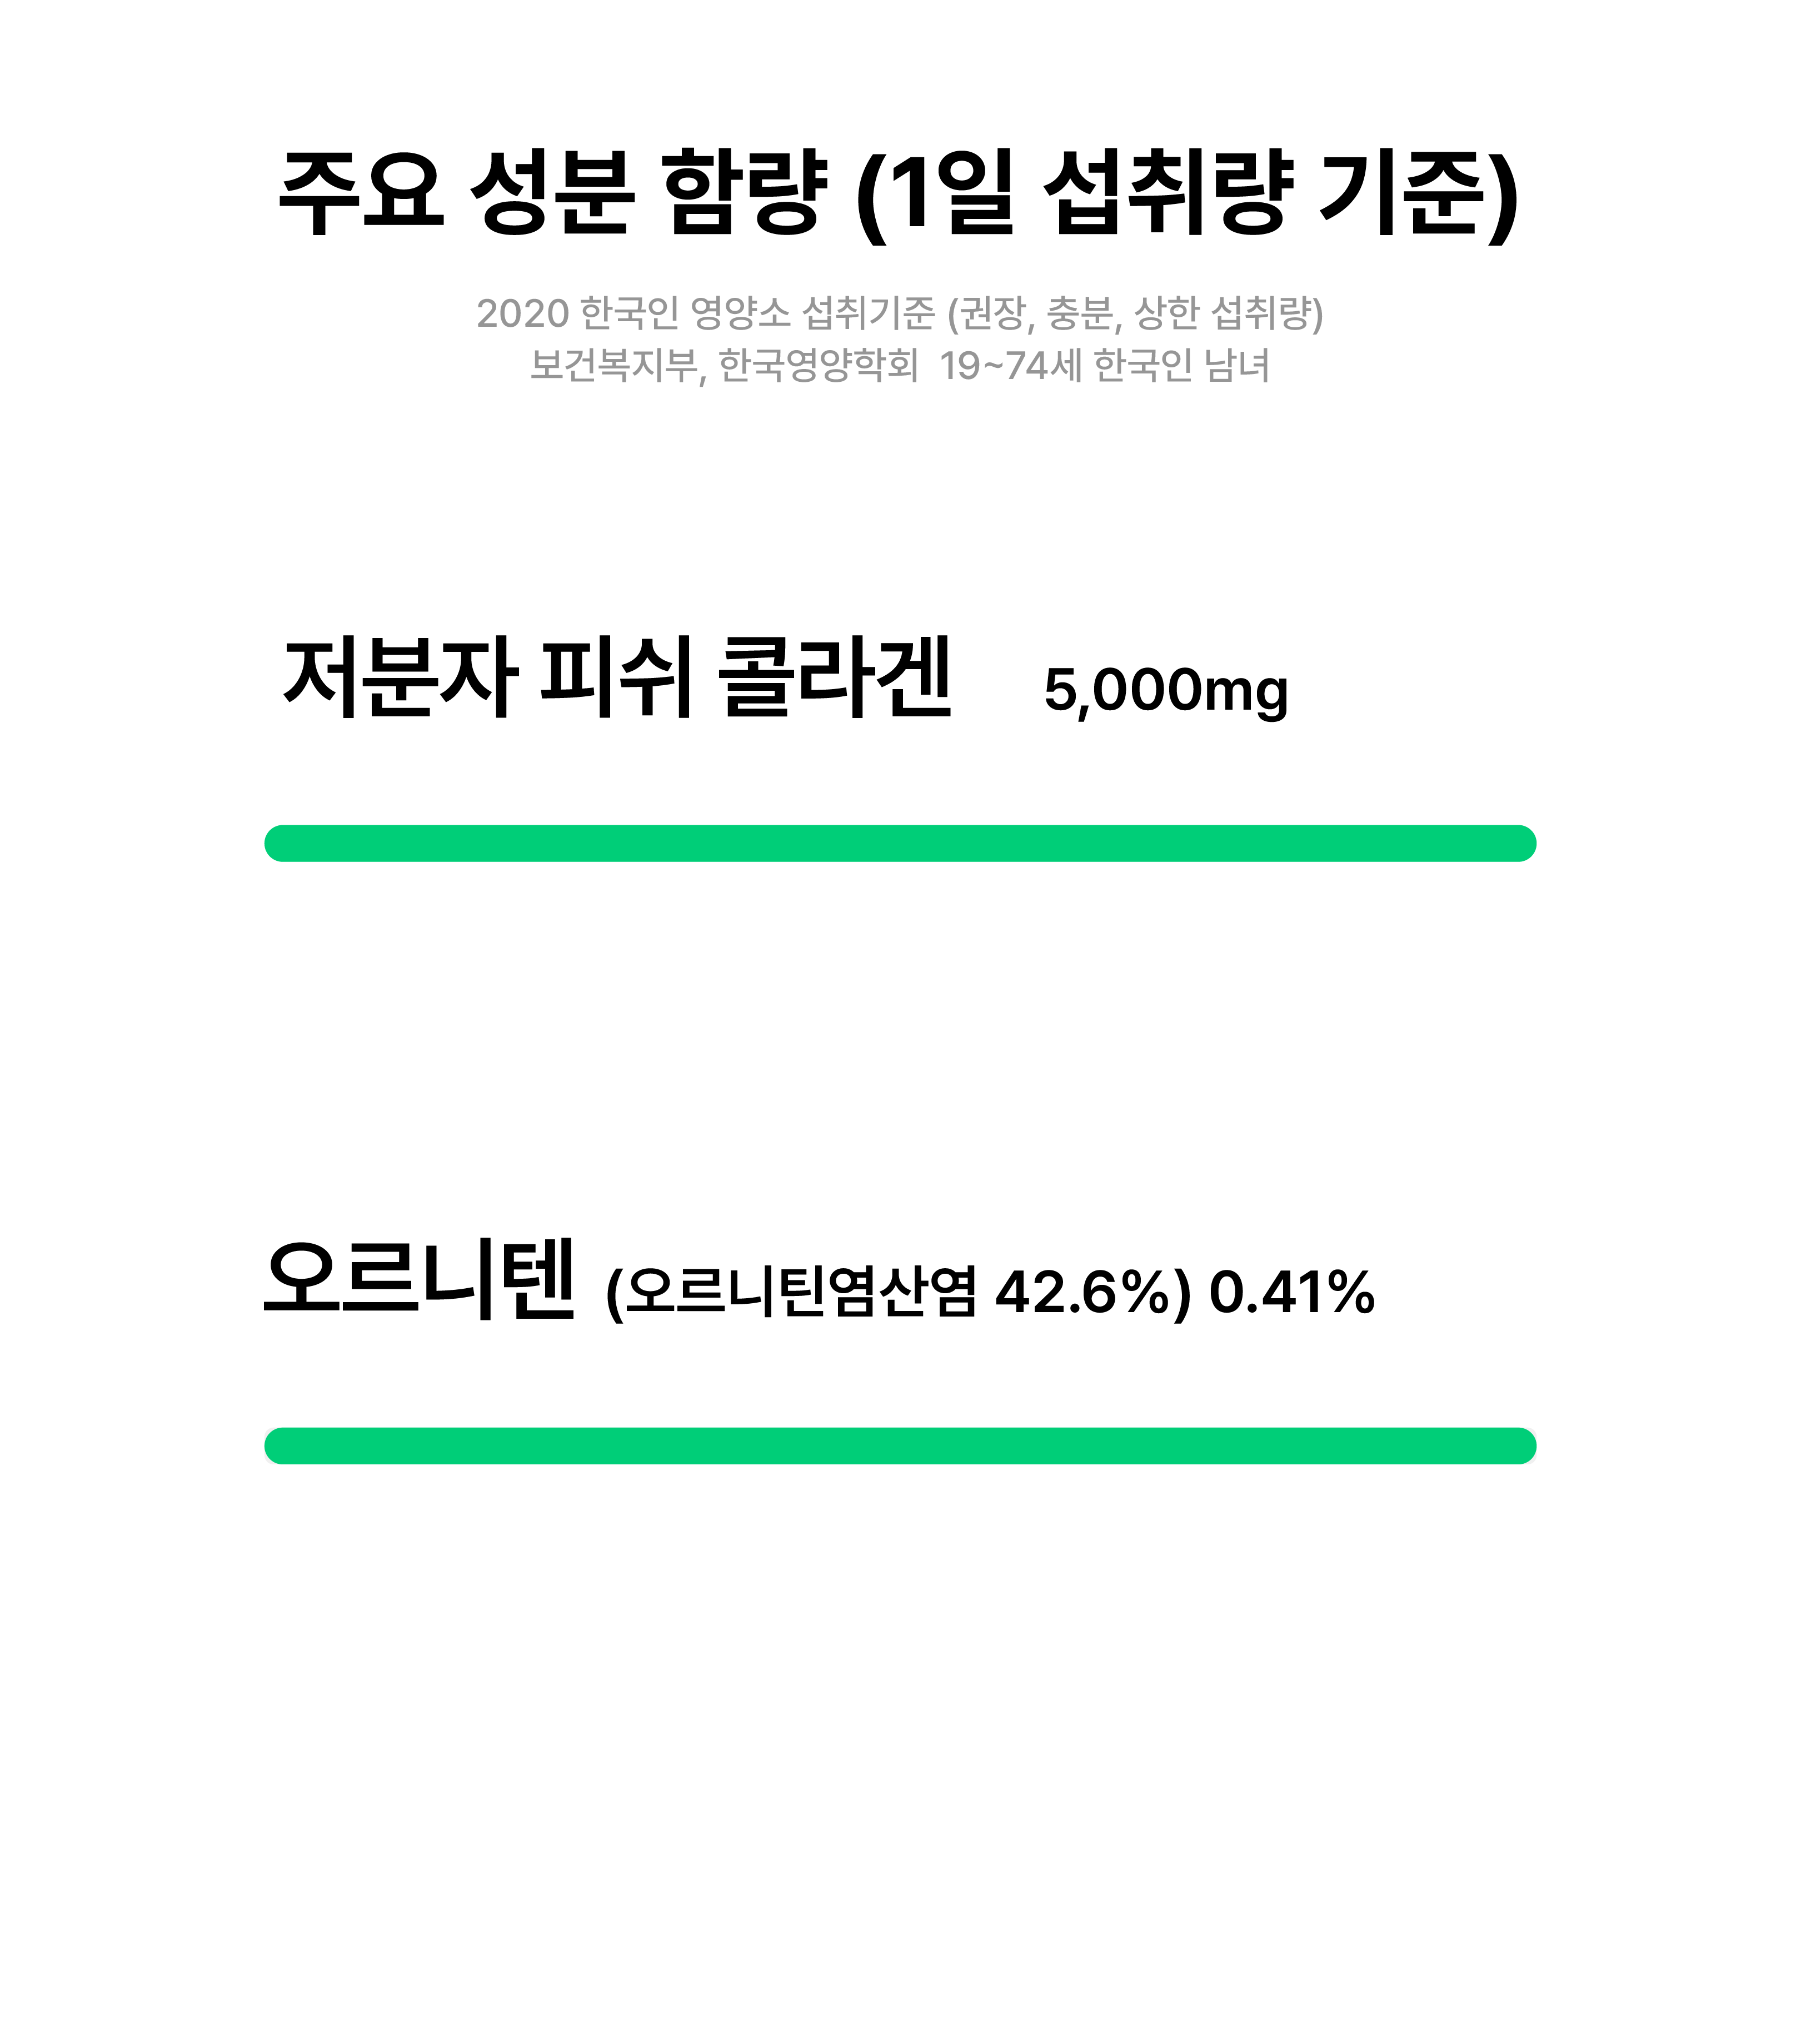 주요 성분 함량 (1일 섭취량 기준)
2020 한국인 영양소 섭취기준 (권장, 충분, 상한 섭취량)
보건복지부, 한국영양학회 19~74세 한국인 남녀
저분자 피쉬 콜라겐 5,000mg
오르니텐 (오르니틴염산염 42.6%) 0.41%